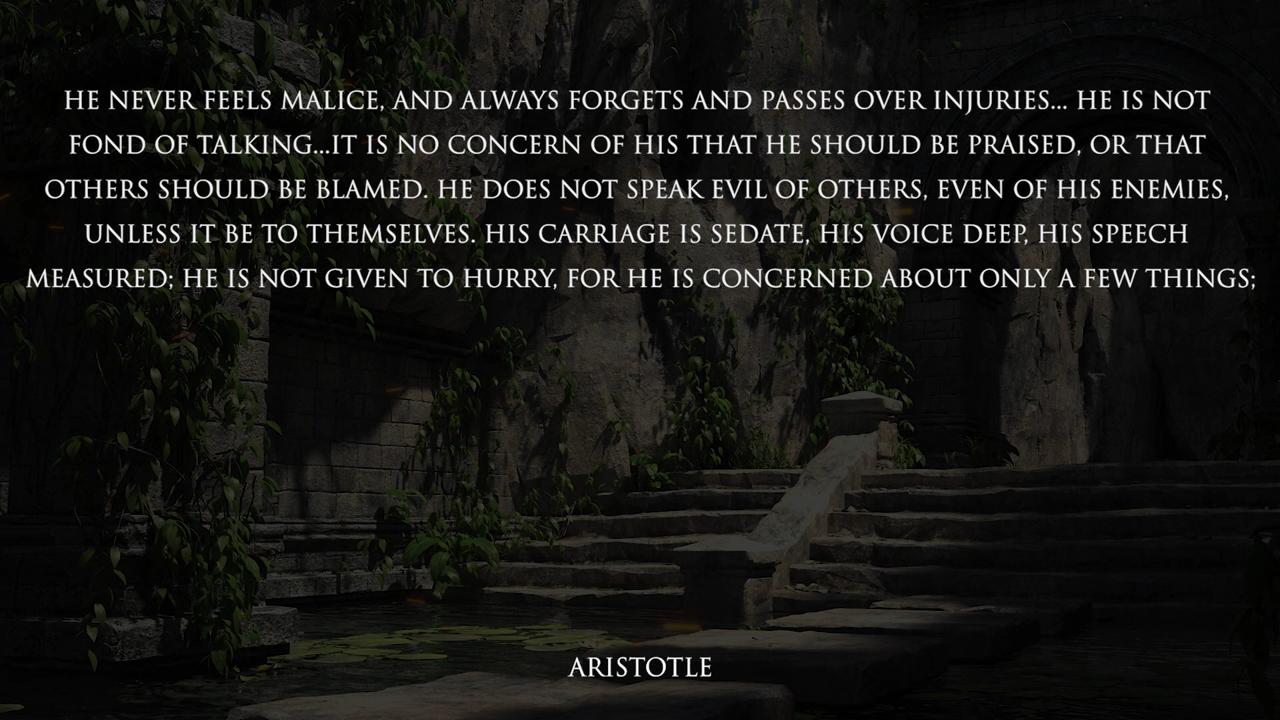 HE NEVER FEELS MALICE, AND ALWAYS FORGETS AND PASSES OVER INJURIES... HE IS NOT
FOND OF TALKING...IT IS NO CONCERN OF HIS THAT HE SHOULD BE PRAISED, OR THAT
OTHERS SHOULD BE BLAMED. HE DOES NOT SPEAK EVIL OF OTHERS, EVEN OF HIS ENEMIES,
UNLESS IT BE TO THEMSELVES. HIS CARRIAGE IS SEDATE, HIS VOICE DEEP, HIS SPEECH
MEASURED; HE IS NOT GIVEN TO HURRY, FOR HE IS CONCERNED ABOUT ONLY A FEW THINGS;
ARISTOTLE